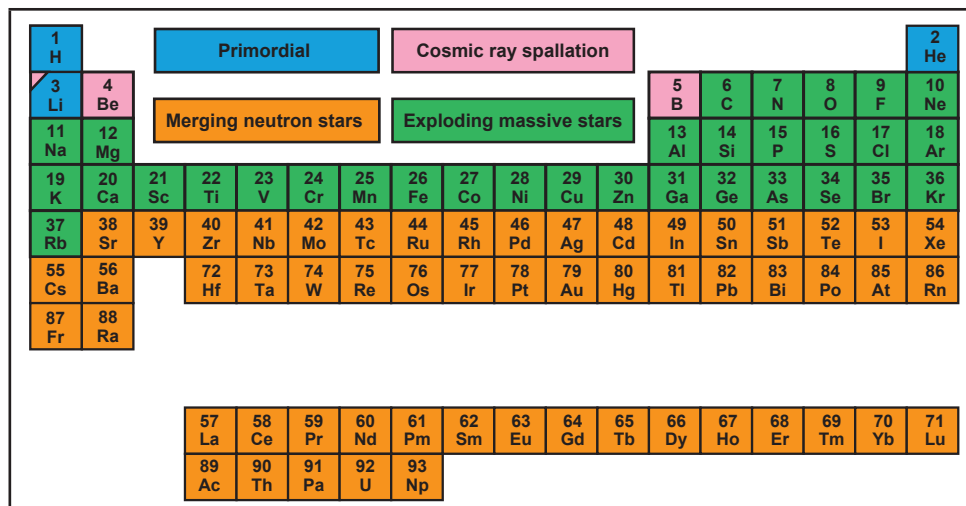 1 2
H Primordial Cosmic ray spallation He
3 4 5 6 7 8 9 10
Li Be B C N O F Ne
Merging neutron stars Exploding massive stars
11 12 13 14 15 16 17 18
Na Mg Al Si P S Cl Ar
19 20 21 22 23 24 25 26 27 28 29 30 31 32 33 34 35 36
K Ca Sc Ti V Cr Mn Fe Co Ni Cu Zn Ga Ge As Se Br Kr
37 38 39 40 41 42 43 44 45 46 47 48 49 50 51 52 53 54
Rb Sr Y Zr Nb Mo Tc Ru Rh Pd Ag Cd In Sn Sb Te I Xe
55 56 72 73 74 75 76 77 78 79 80 81 82 83 84 85 86
Cs Ba Hf Ta W Re Os Ir Pt Au Hg Tl Pb Bi Po At Rn
87 88
Fr Ra
57 58 59 60 61 62 63 64 65 66 67 68 69 70 71
La Ce Pr Nd Pm Sm Eu Gd Tb Dy Ho Er Tm Yb Lu
89 90 91 92 93
Ac Th Pa U Np